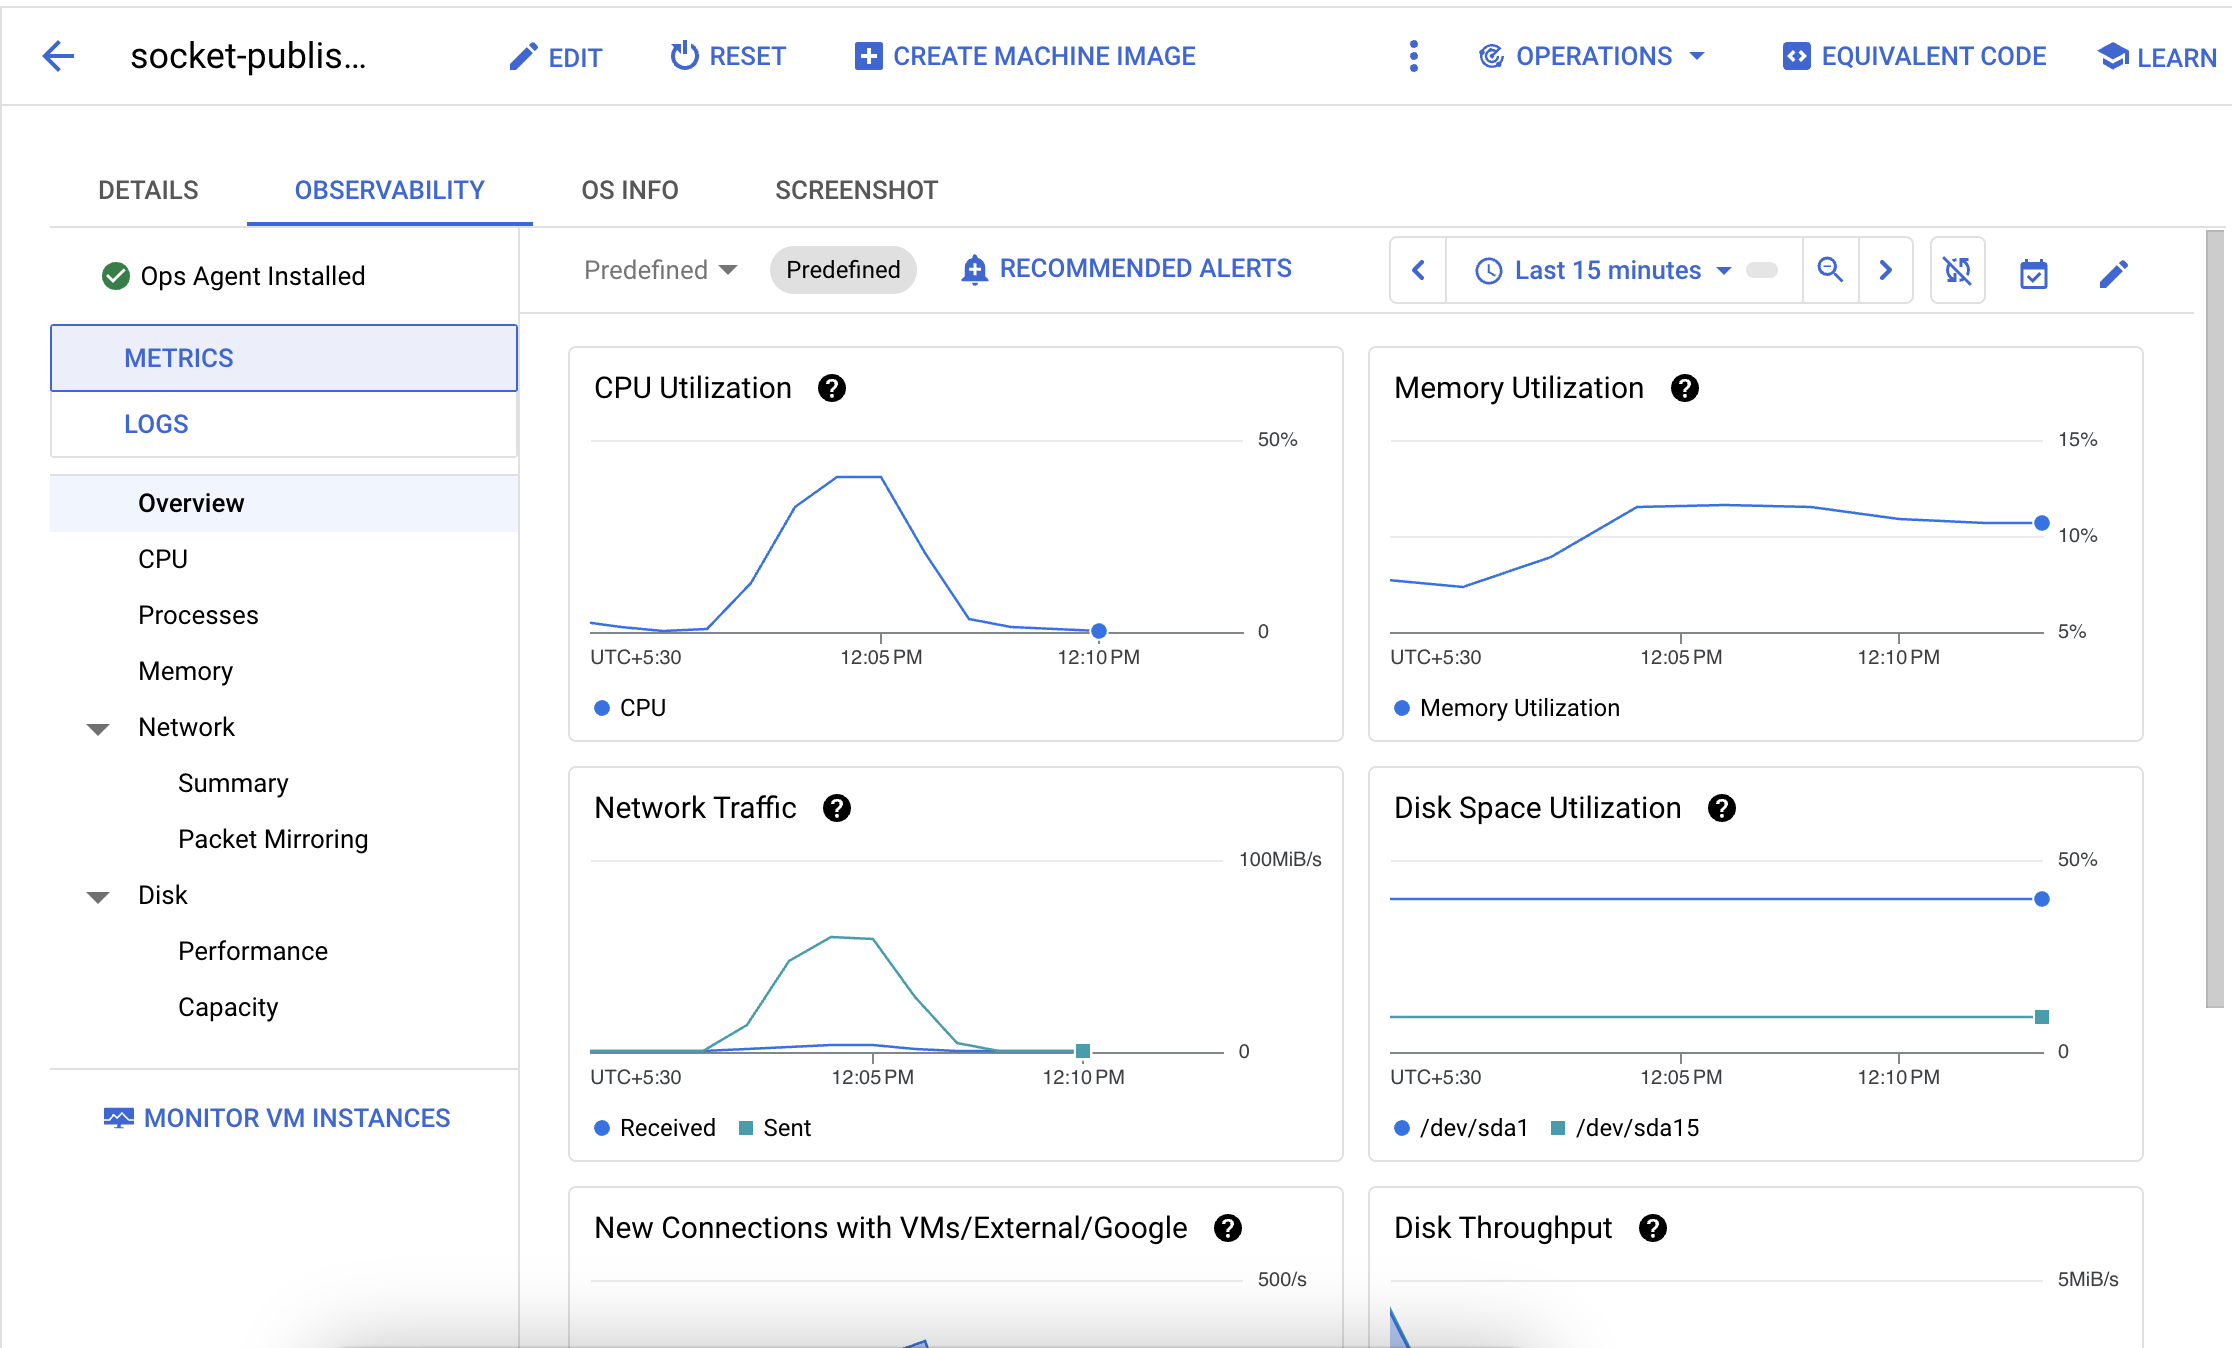 socket-publis...
EDIT
RESET
CREATE MACHINE IMAGE
OPERATIONS
EQUIVALENT CODE
LEARN
DETAILS
OBSERVABILITY
OS INFO
SCREENSHOT
Ops Agent Installed
METRICS
LOGS
Overview
CPU
Processes
Memory
Network
Summary
Packet Mirroring
Disk
Performance
Capacity
MONITOR VM INSTANCES
Predefined
Predefined
RECOMMENDED ALERTS
Last 15 minutes
CPU Utilization
50%
0
UTC+5:30
12:05 PM
12:10 PM
CPU
Memory Utilization
15%
10%
5%
UTC+5:30
12:05 PM
12:10 PM
Memory Utilization
Network Traffic
100MiB/s
0
UTC+5:30
12:05 PM
12:10 PM
Received
Sent
Disk Space Utilization
50%
0
UTC+5:30
12:05 PM
12:10 PM
/dev/sda1
/dev/sda15
New Connections with VMs/External/Google
500/s
Disk Throughput
5MiB/s